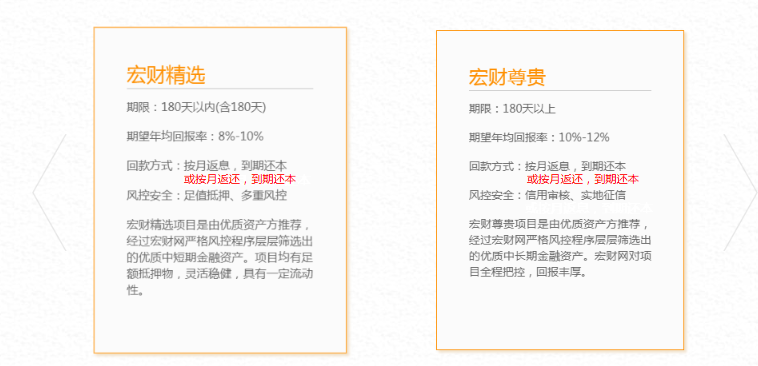 宏财精选
期限：180天以内(含180天)
期望年均回报率：8%-10%
回款方式：按月返息，到期还本
或按月返还，到期还本
风控安全：足值抵押、多重风控
宏财精选项目是由优质资产方推荐，
经过宏财网严格风控程序层层筛选出
的优质中短期金融资产。项目均有足
额抵押物，灵活稳健，具有一定流动
性。
宏财尊贵
期限：180天以上
期望年均回报率：10%-12%
回款方式：按月返息，到期还本
或按月返还，到期还本
风控安全：信用审核、实地征信
宏财尊贵项目是由优质资产方推荐，
经过宏财网严格风控程序层层筛选出
的优质中长期金融资产。宏财网对项
目全程把控，回报丰厚。